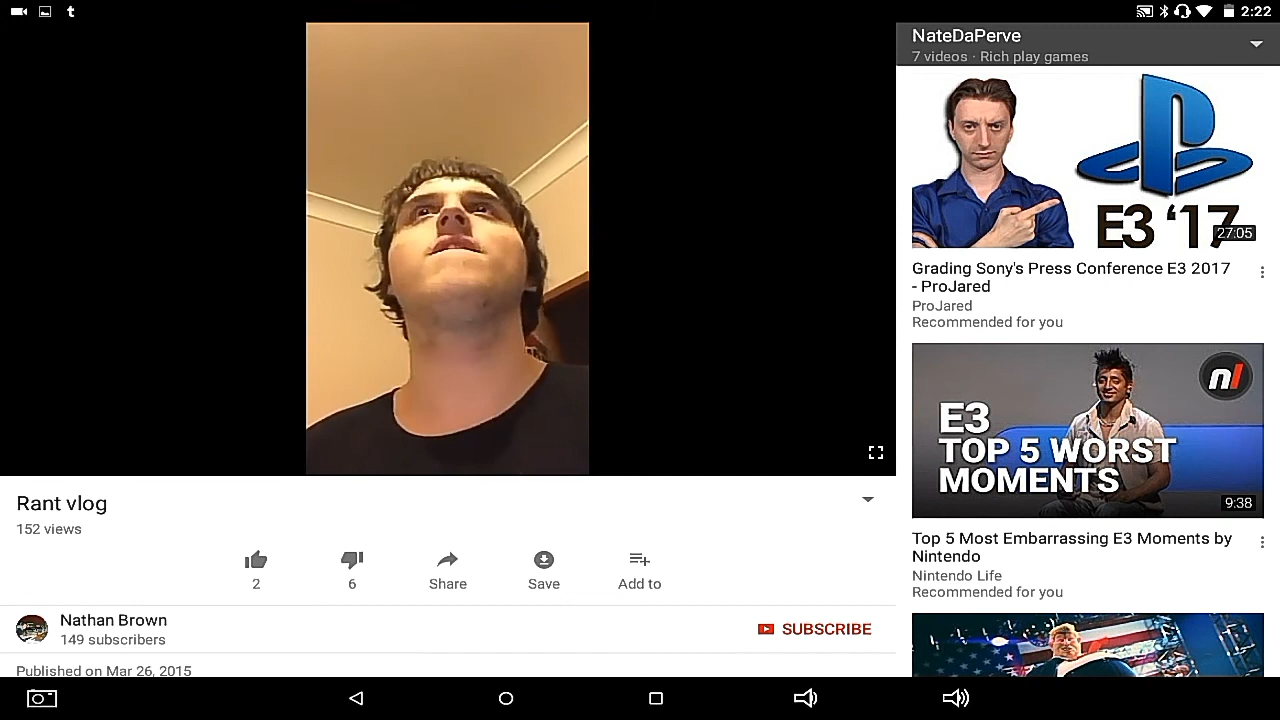 2:22
NateDaPerve
7 videos · Rich play games
E3 '17
27:05
Grading Sony's Press Conference E3 2017
- ProJared
ProJared
Recommended for you
nl
E3
TOP 5 WORST
MOMENTS
9:38
Top 5 Most Embarrassing E3 Moments by
Nintendo
Nintendo Life
Recommended for you
Rant vlog
152 views
2
6
Share
Save
Add to
Nathan Brown
149 subscribers
SUBSCRIBE
Published on Mar 26, 2015